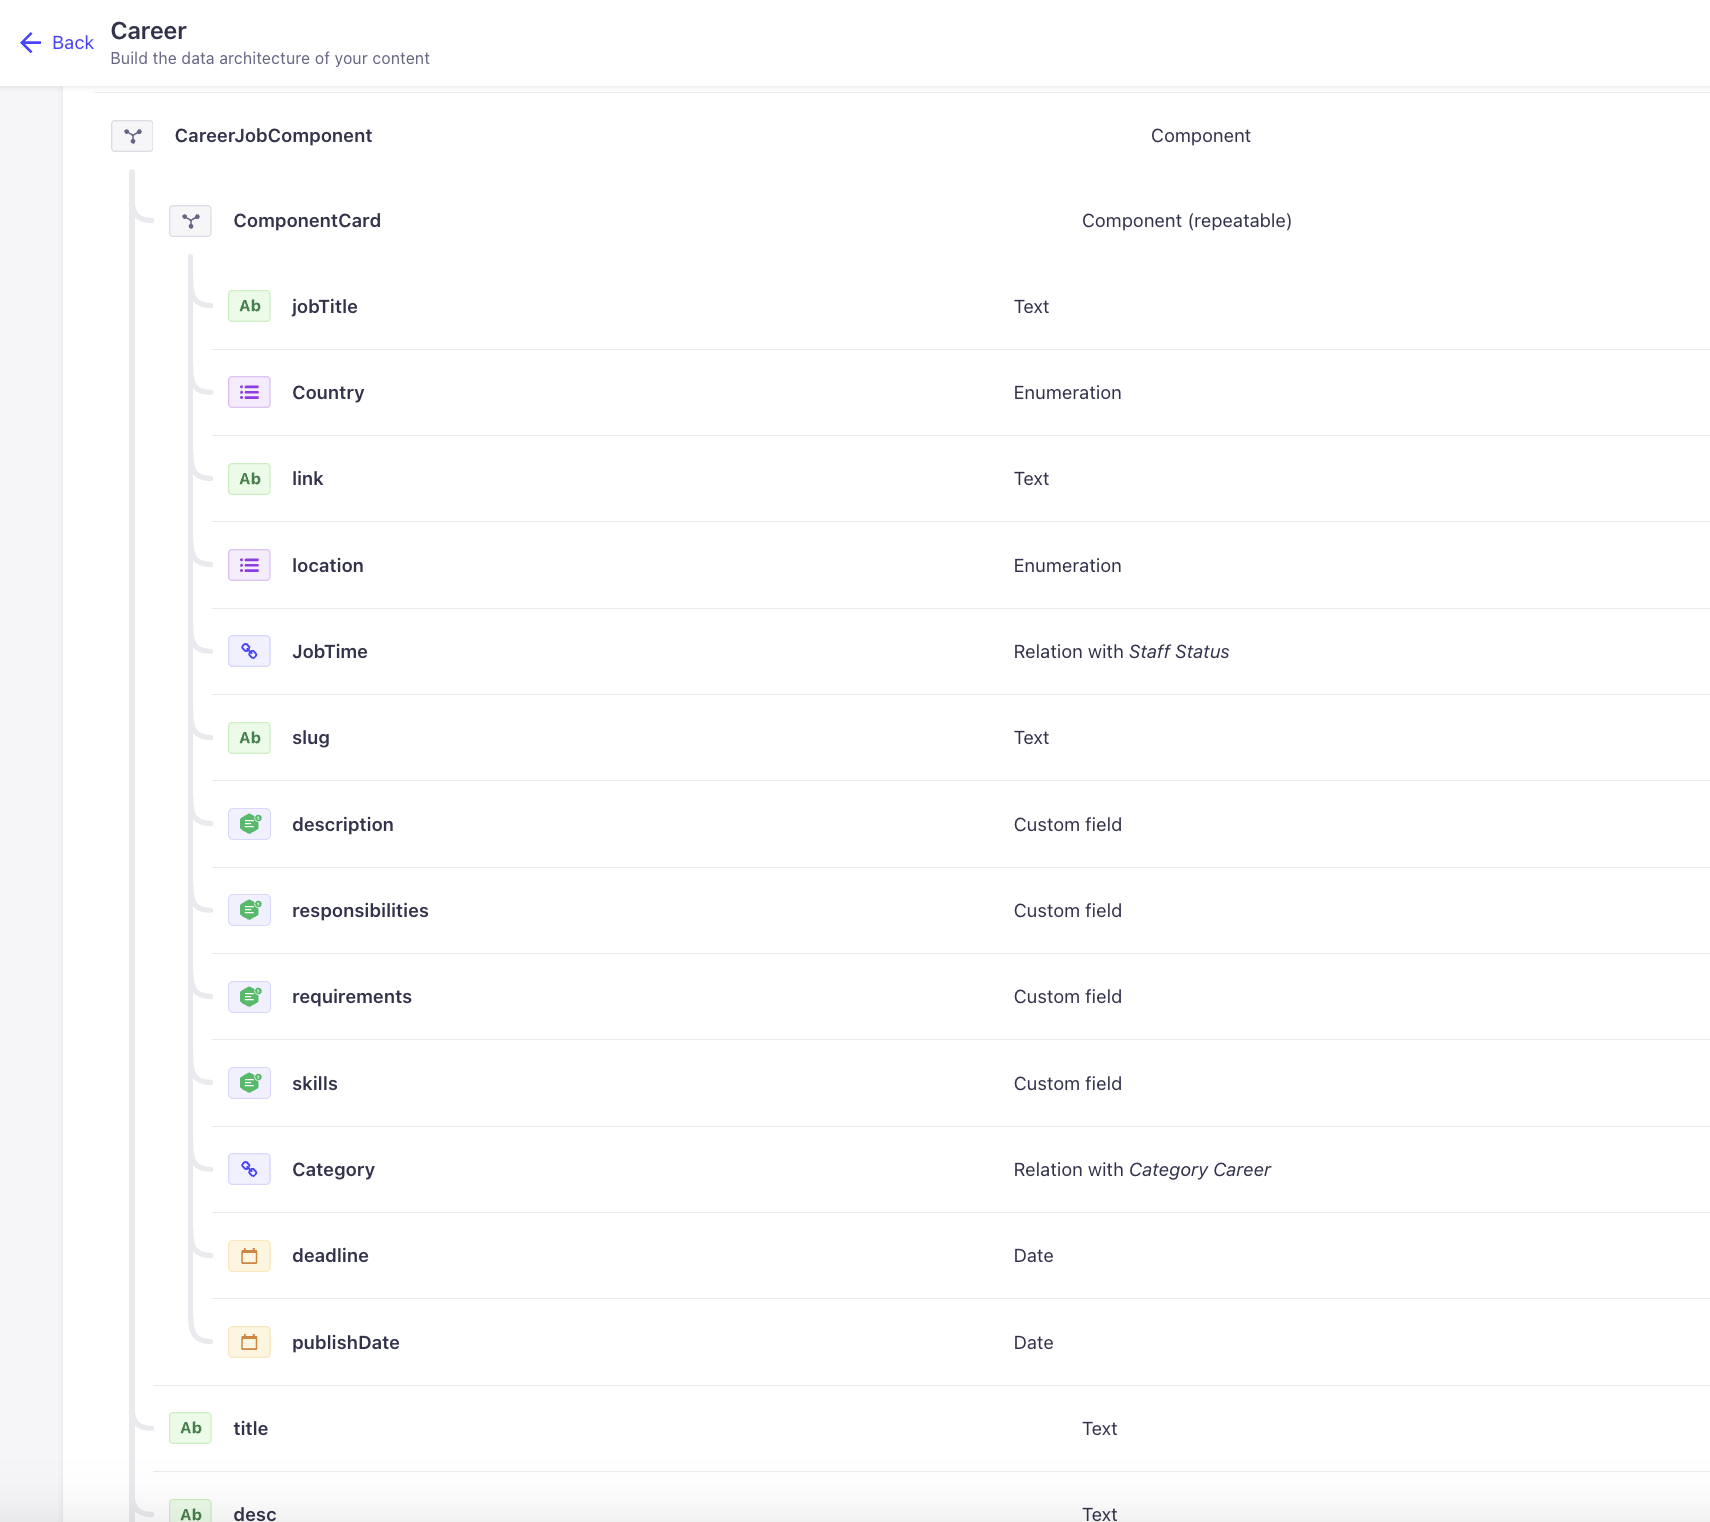 Back
Career
Build the data architecture of your content
CareerJobComponent Component
ComponentCard Component (repeatable)
Ab jobTitle Text
Country Enumeration
Ab link Text
location Enumeration
JobTime Relation with Staff Status
Ab slug Text
description Custom field
responsibilities Custom field
requirements Custom field
skills Custom field
Category Relation with Category Career
deadline Date
publishDate Date
Ab title Text
Ab desc Text